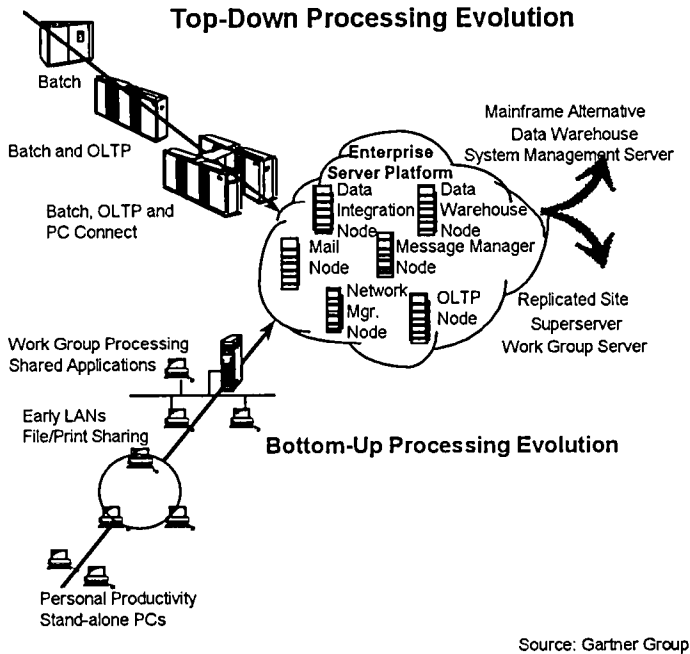 Top-Down Processing Evolution
Batch
Batch and OLTP
Batch, OLTP and
PC Connect
Enterprise
Server Platform
Data
Integration
Node
Data
Warehouse
Node
Mail
Node
Message Manager
Node
Network
Mgr.
Node
OLTP
Node
Mainframe Alternative
Data Warehouse
System Management Server
Replicated Site
Superserver
Work Group Server
Work Group Processing
Shared Applications
Early LANs
File/Print Sharing
Bottom-Up Processing Evolution
Personal Productivity
Stand-alone PCs
Source: Gartner Group